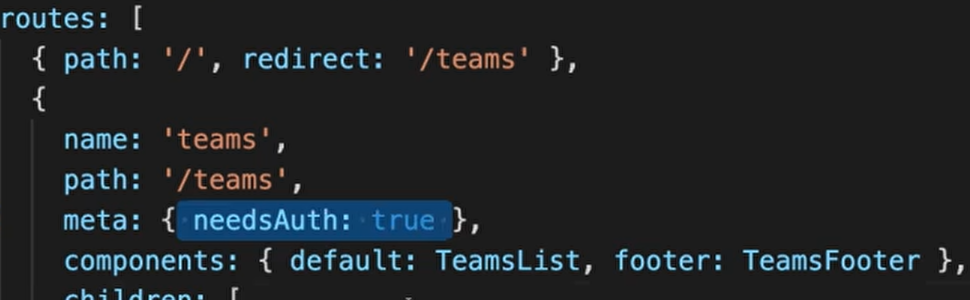 routes: [
{ path: '/', redirect: '/teams' },
{
name: 'teams',
path: '/teams',
meta: { needsAuth: true },
components: { default: TeamsList, footer: TeamsFooter },
children: [